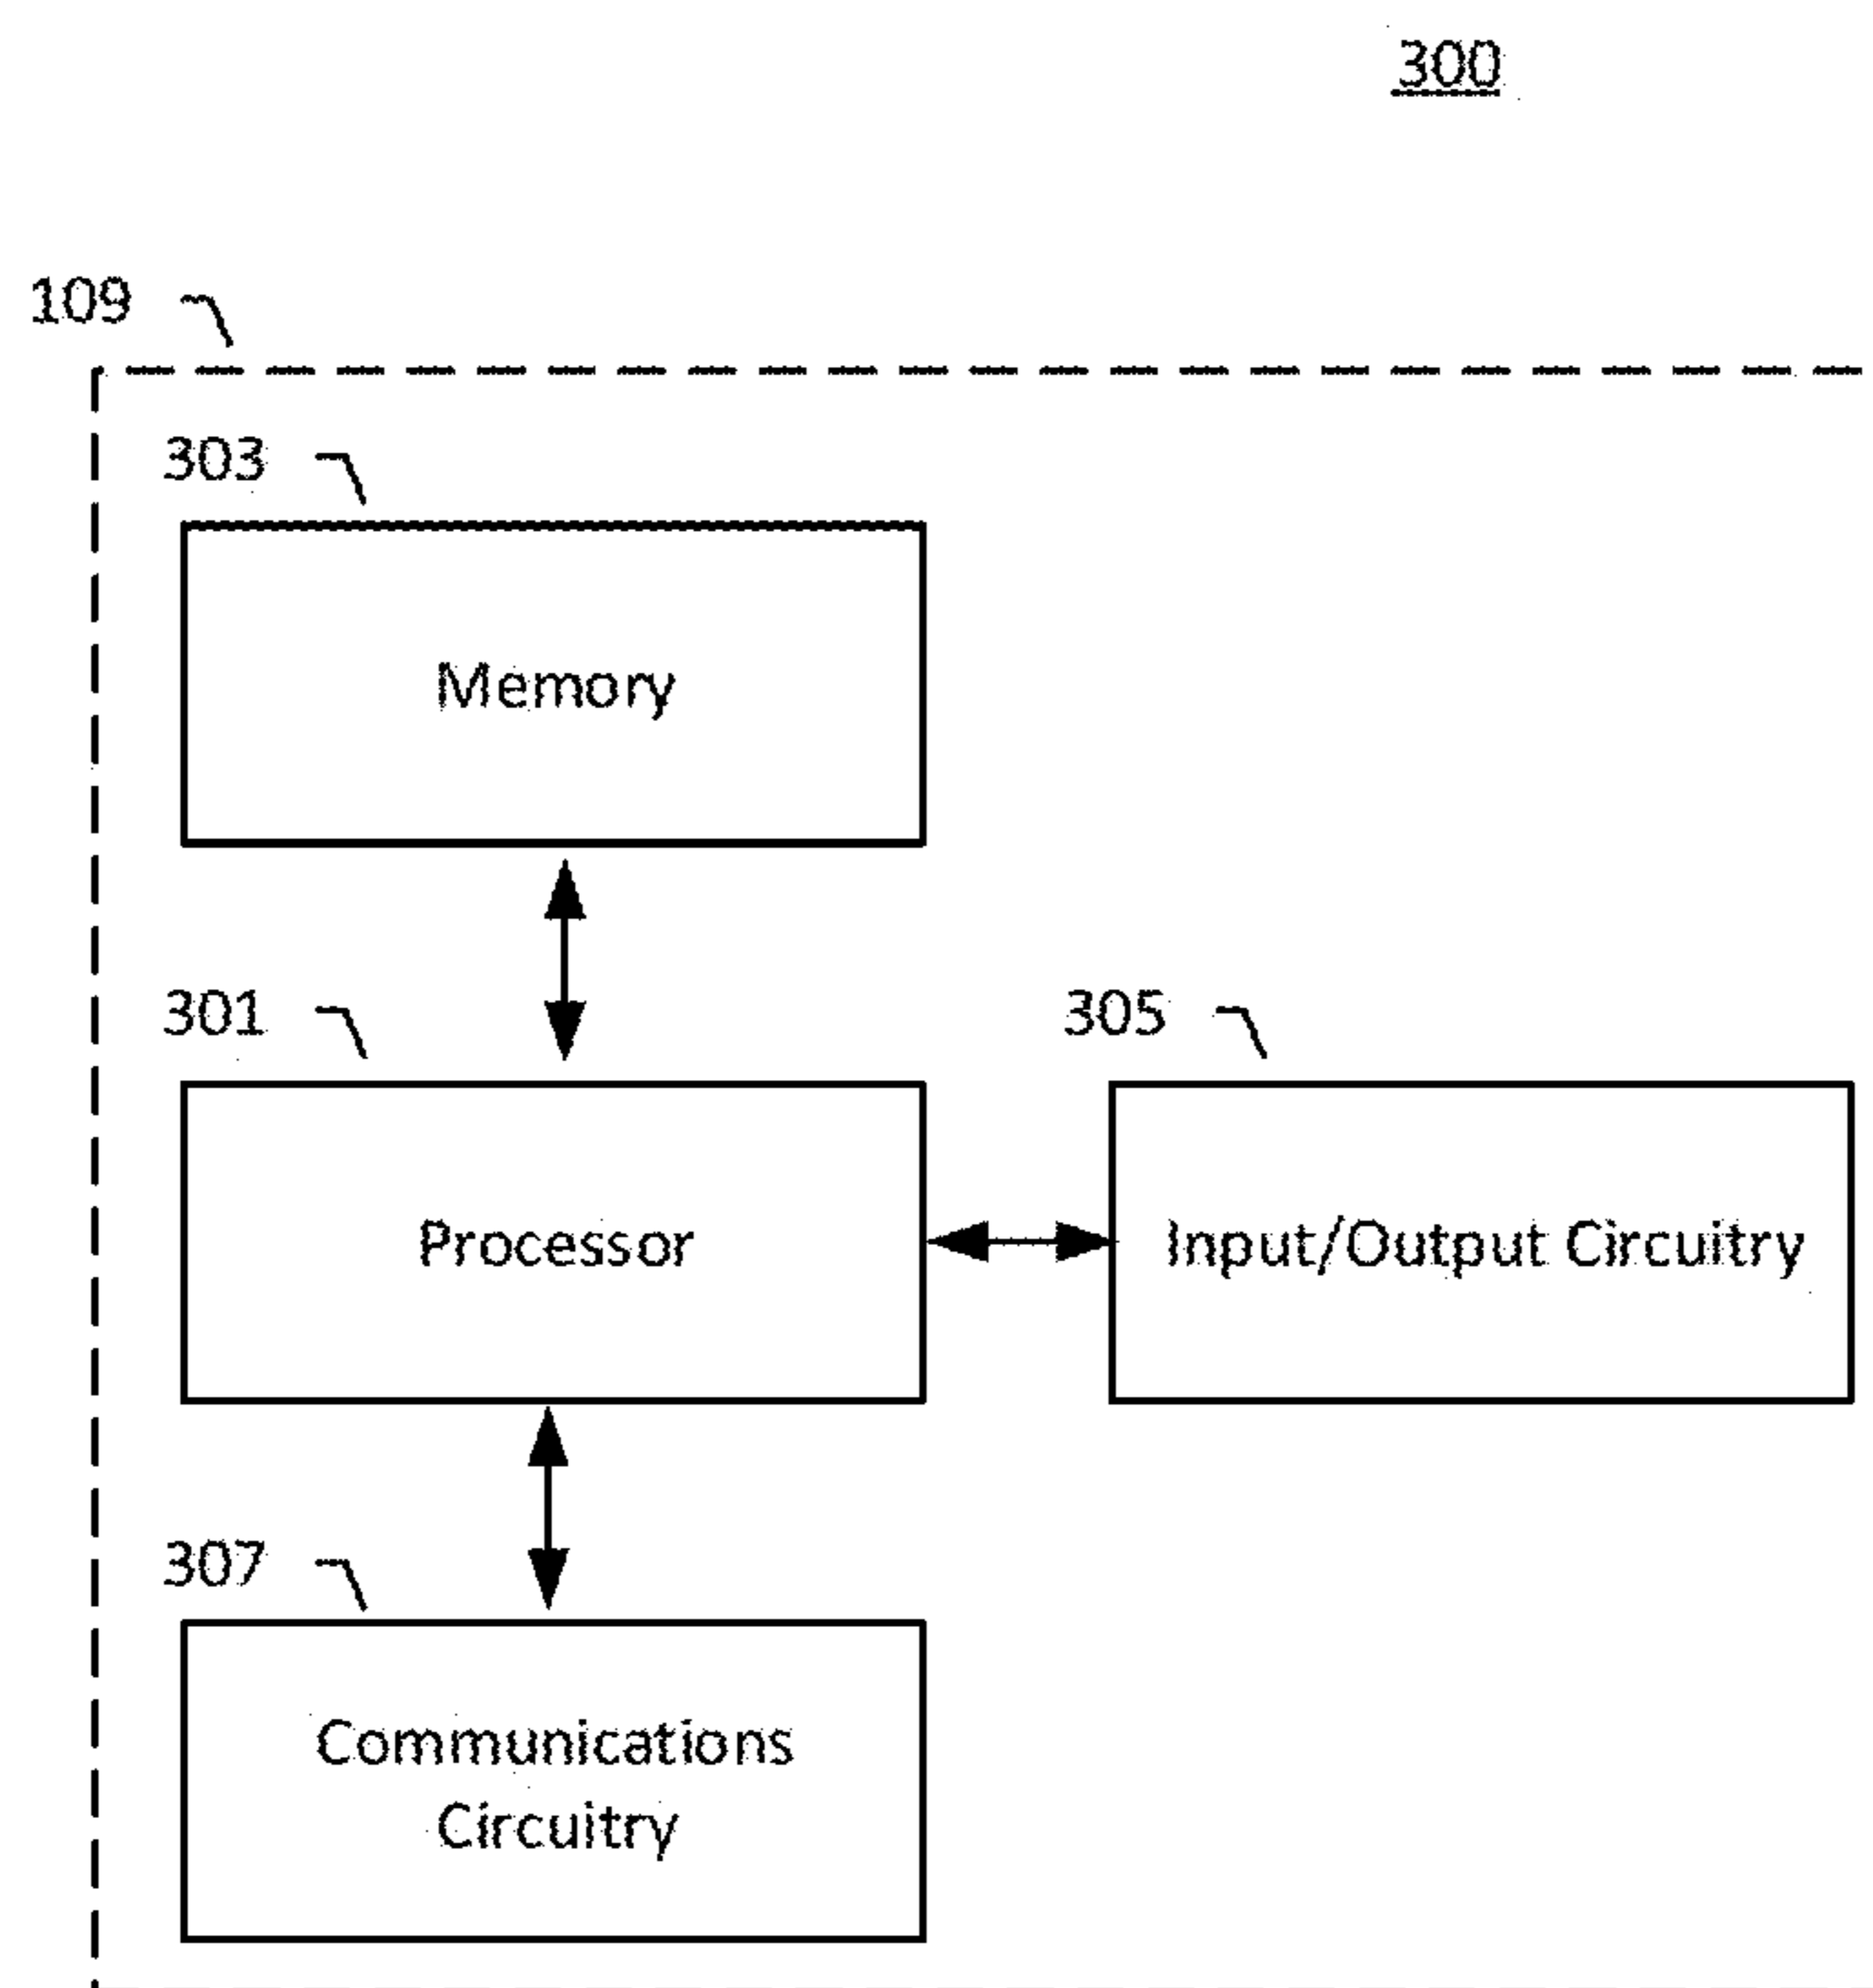 300
109
303
Memory
301
305
Processor
Input/Output Circuitry
307
Communications
Circuitry